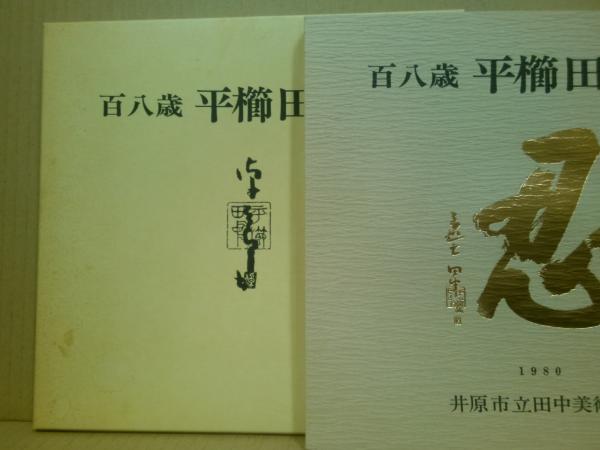 百八歳 平櫛田
百八歳 平櫛田
忍
1980
井原市立田中美術